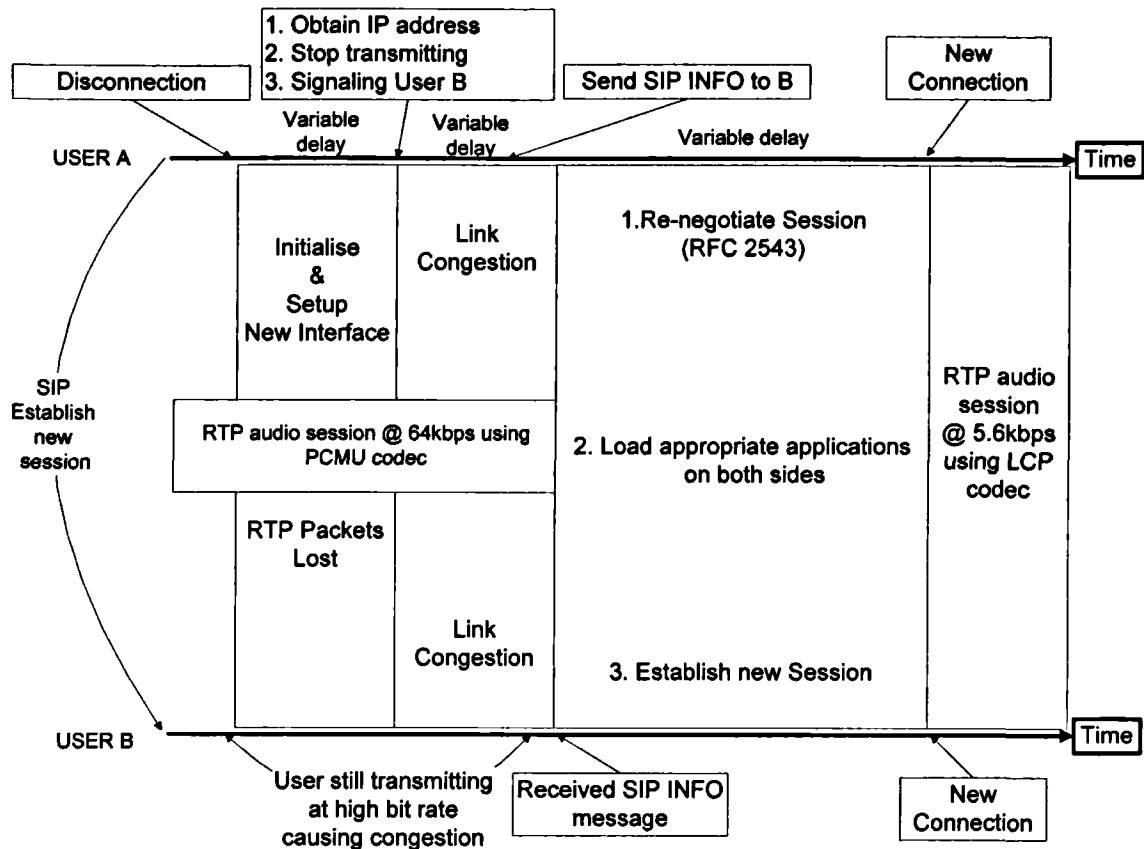 1. Obtain IP address
2. Stop transmitting
3. Signaling User B
Disconnection
Send SIP INFO to B
New
Connection
Variable
delay
Variable
delay
Variable delay
USER A
Time
Initialise
&
Setup
New Interface
Link
Congestion
1.Re-negotiate Session
(RFC 2543)
SIP
Establish
new
session
RTP audio session @ 64kbps using
PCMU codec
2. Load appropriate applications
on both sides
RTP audio
session
@ 5.6kbps
using LCP
codec
RTP Packets
Lost
Link
Congestion
3. Establish new Session
USER B
Time
User still transmitting
at high bit rate
causing congestion
Received SIP INFO
message
New
Connection